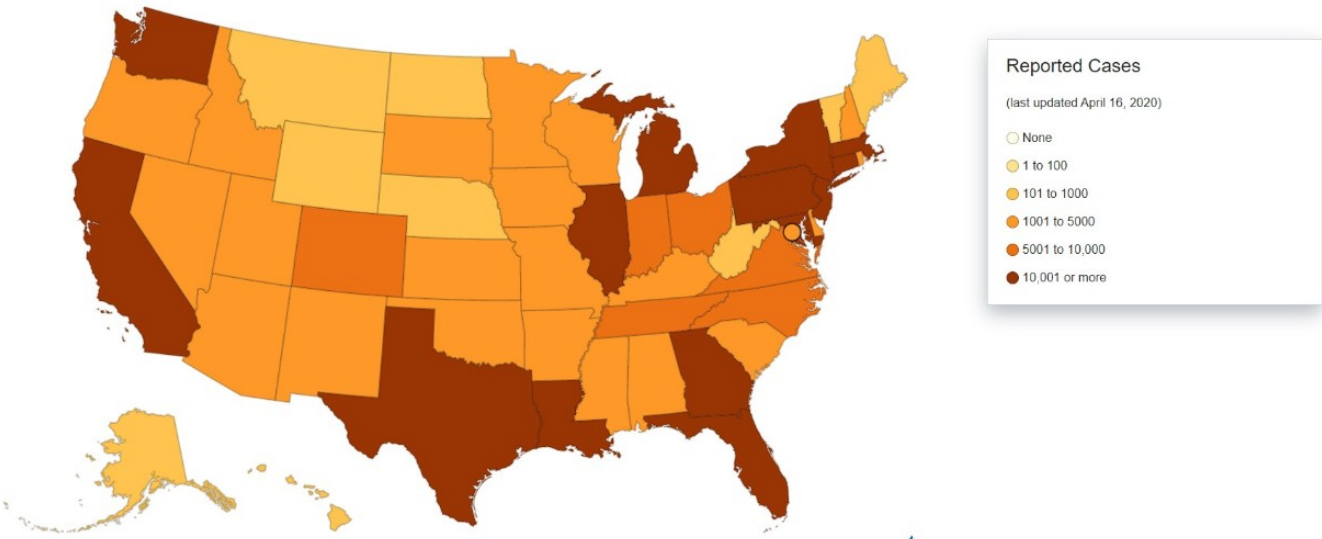 Reported Cases
(last updated April 16, 2020)
None
1 to 100
101 to 1000
1001 to 5000
5001 to 10,000
10,001 or more